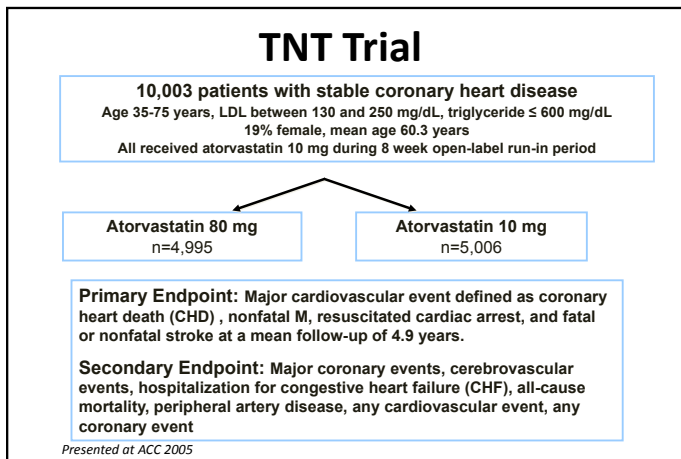 TNT Trial
10,003 patients with stable coronary heart disease
Age 35-75 years, LDL between 130 and 250 mg/dL, triglyceride ≤ 600 mg/dL
19% female, mean age 60.3 years
All received atorvastatin 10 mg during 8 week open-label run-in period
Atorvastatin 80 mg
n=4,995
Atorvastatin 10 mg
n=5,006
Primary Endpoint: Major cardiovascular event defined as coronary
heart death (CHD) , nonfatal M, resuscitated cardiac arrest, and fatal
or nonfatal stroke at a mean follow-up of 4.9 years.
Secondary Endpoint: Major coronary events, cerebrovascular
events, hospitalization for congestive heart failure (CHF), all-cause
mortality, peripheral artery disease, any cardiovascular event, any
coronary event
Presented at ACC 2005